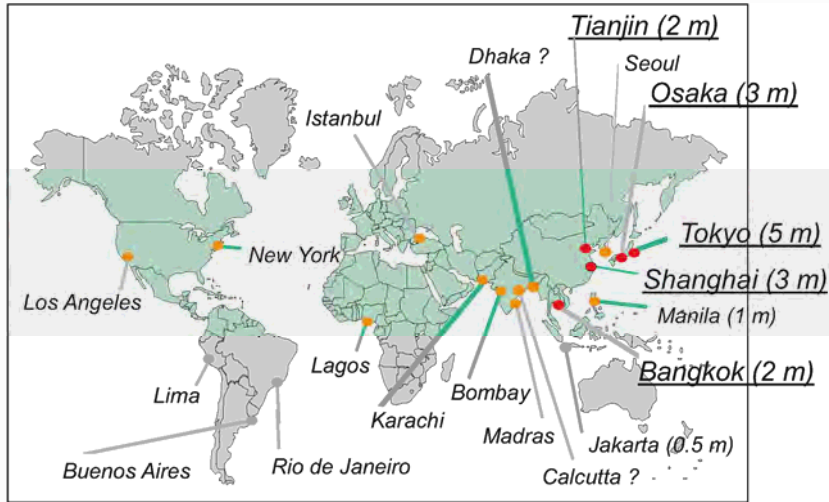 Tianjin (2 m)
Dhaka ?
Seoul
Osaka (3 m)
Istanbul
Tokyo (5 m)
New York
Shanghai (3 m)
Los Angeles
Manila (1 m)
Lagos
Bangkok (2 m)
Lima
Bombay
Karachi
Madras
Jakarta (0.5 m)
Buenos Aires
Rio de Janeiro
Calcutta ?